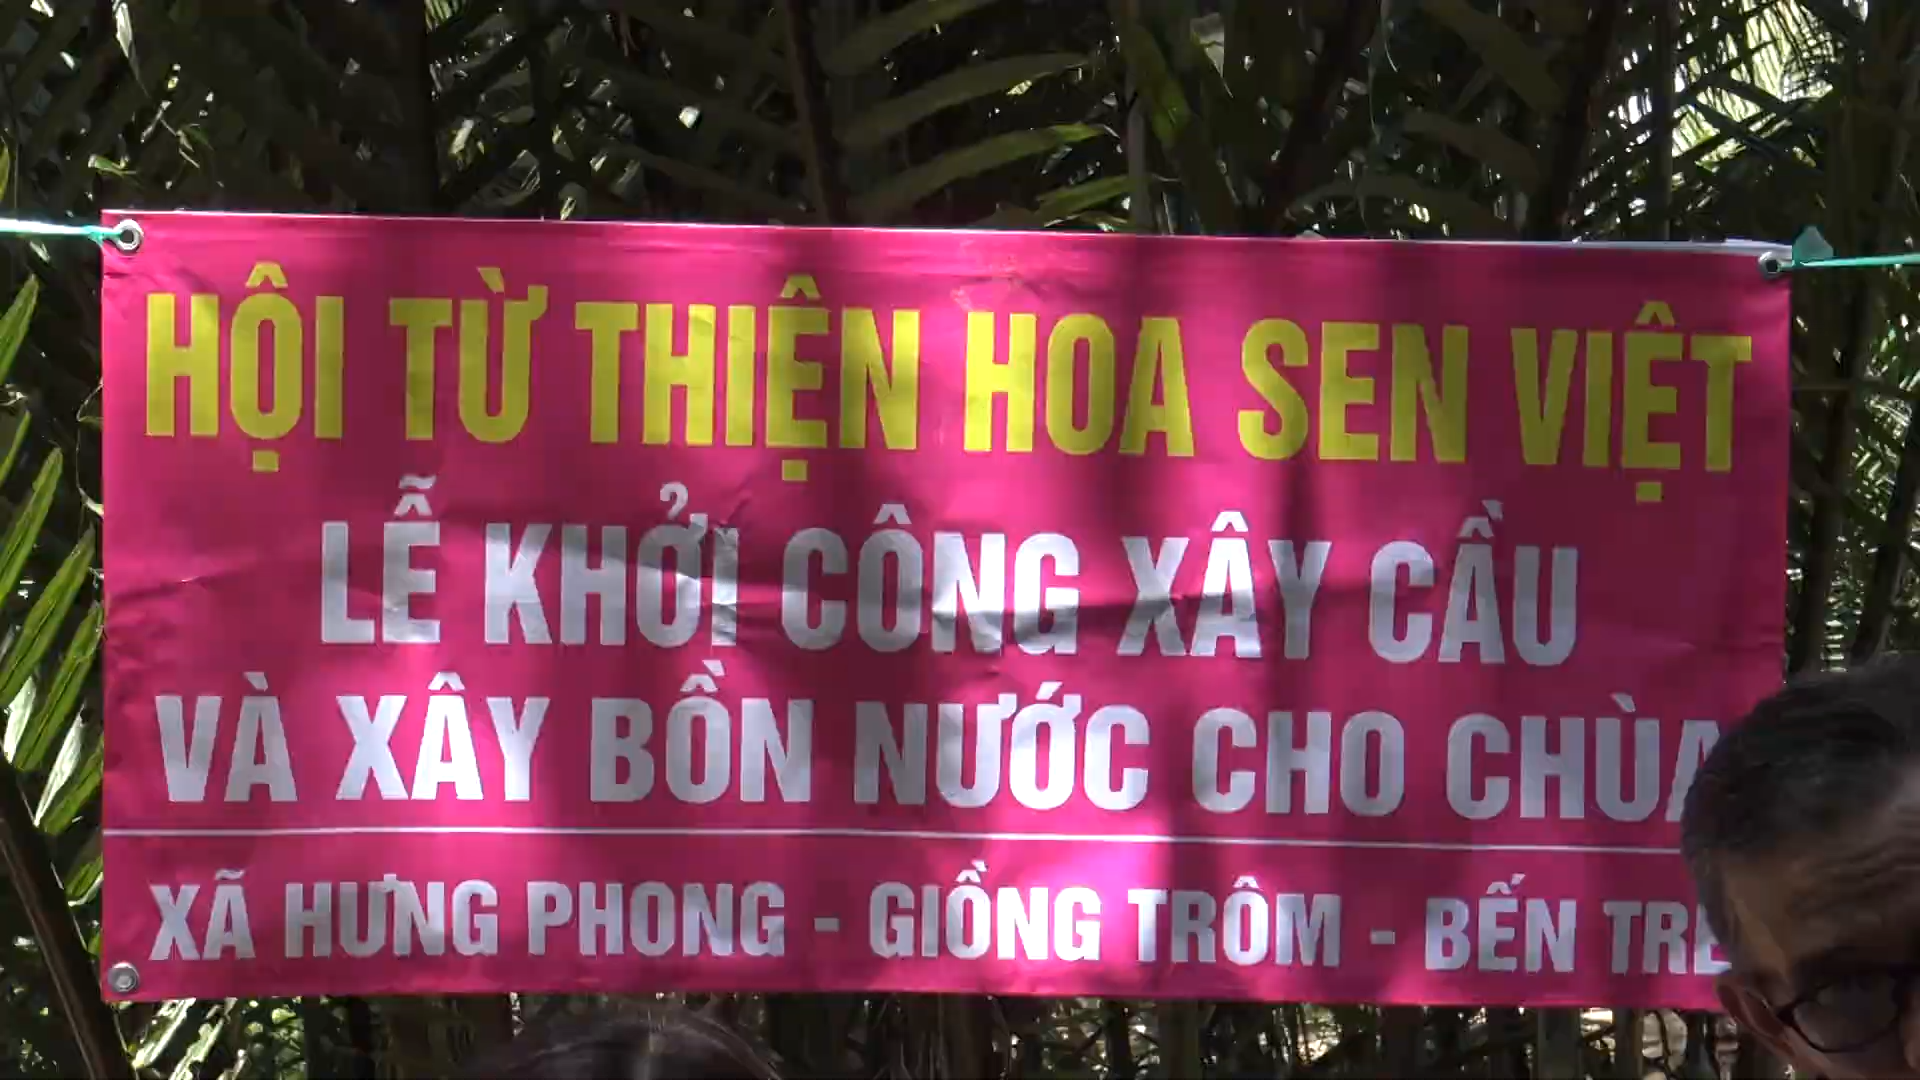 HỘI TỪ THIỆN HOA SEN VIỆT
LỄ KHỞI CÔNG XÂY CẦU
VÀ XÂY BỒN NƯỚC CHO CHÙA
XÃ HƯNG PHONG - GIỒNG TRÔM - BẾN TRE